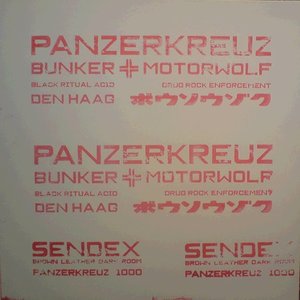 PANZERKREUZ
BUNKER MOTORWOLF
BLACK RITUAL ACID DRUG ROCK ENFORCEMENT
DEN HAAG ボウソウゾク
PANZERKREUZ
BUNKER MOTORWOLF
BLACK RITUAL ACID DRUG ROCK ENFORCEMENT
DEN HAAG ボウソウゾク
SENDEX SENDEX
BROWN LEATHER DARK ROOM BROWN LEATHER DARK ROOM
PANZERKREUZ 1000 PANZERKREUZ 1000